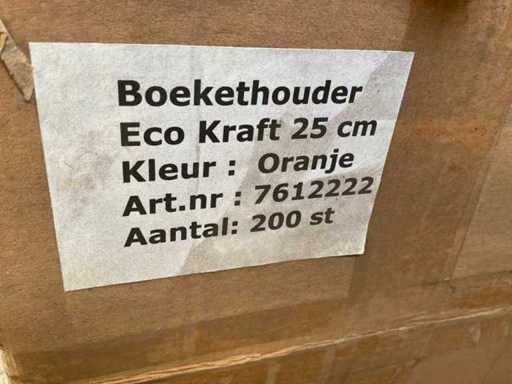 Boekethouder
Eco Kraft 25 cm
Kleur : Oranje
Art.nr : 7612222
Aantal: 200 st